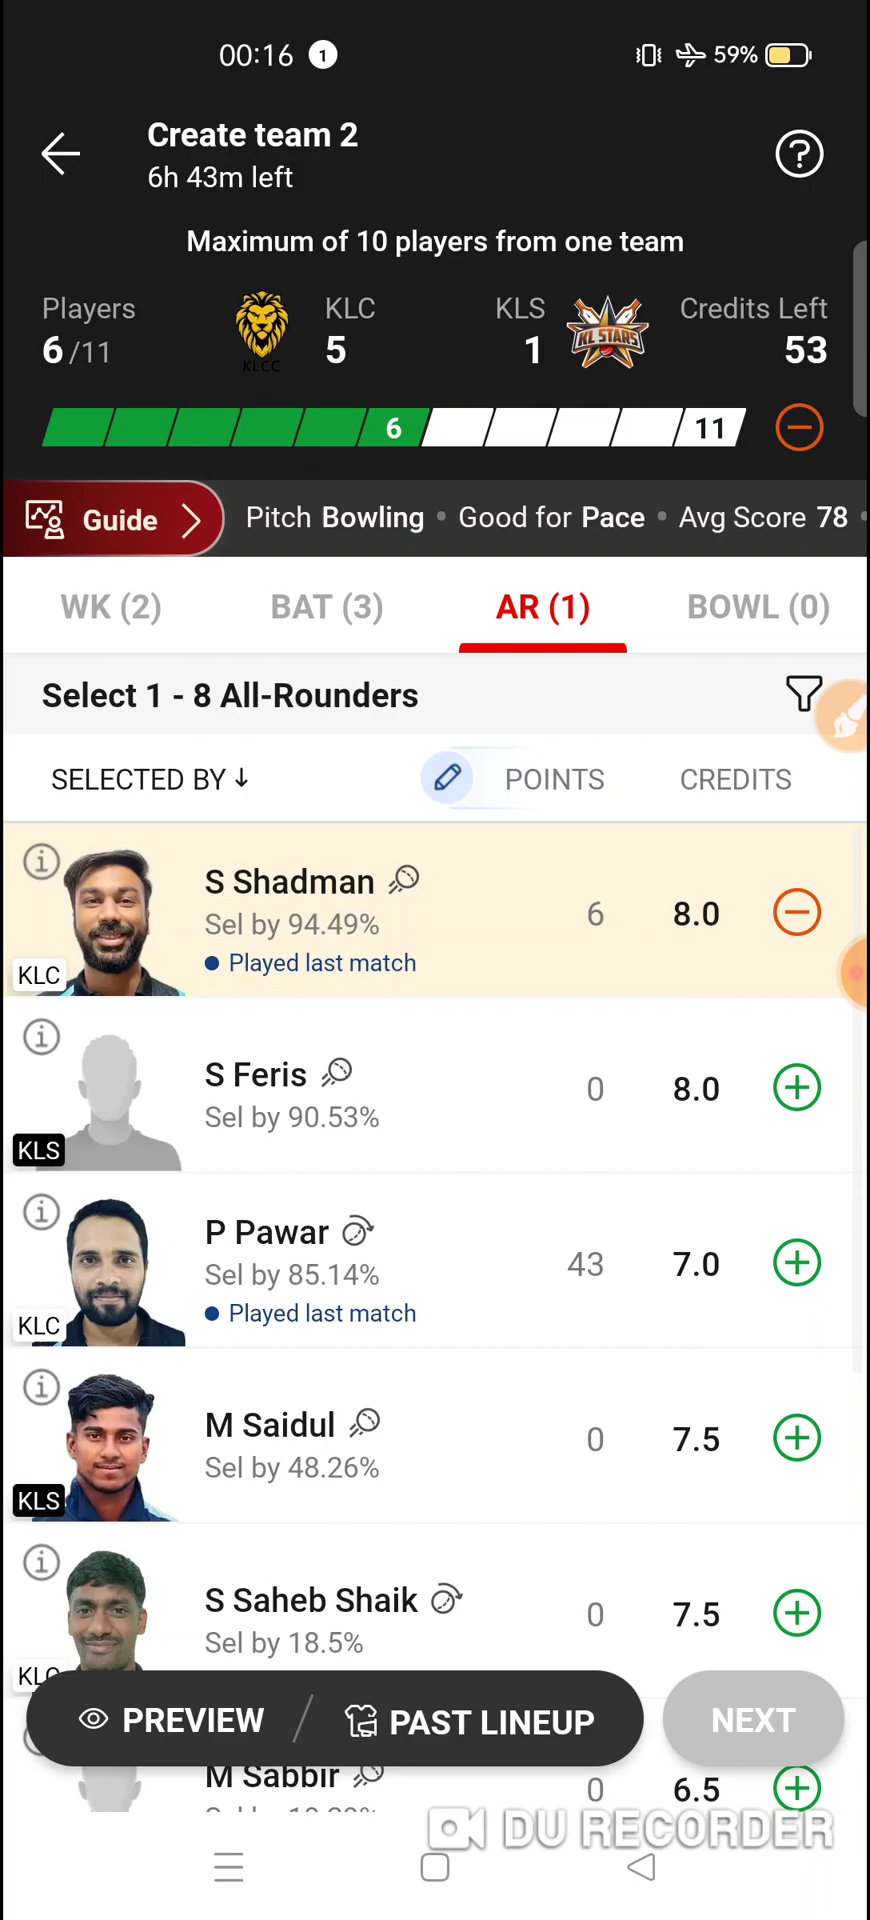 00:16 1 59%
Create team 2
6h 43m left
Maximum of 10 players from one team
Players KLC KLS Credits Left
6/11 5 1 53
KLCC
KL STARS
6 11
Guide Pitch Bowling • Good for Pace • Avg Score 78
WK (2) BAT (3) AR (1) BOWL (0)
Select 1 - 8 All-Rounders
SELECTED BY ↓ POINTS CREDITS
S Shadman
Sel by 94.49% 6 8.0
Played last match
KLC
S Feris
Sel by 90.53% 0 8.0
KLS
P Pawar
Sel by 85.14% 43 7.0
Played last match
KLC
M Saidul
Sel by 48.26% 0 7.5
KLS
S Saheb Shaik
Sel by 18.5% 0 7.5
KLC
PREVIEW / PAST LINEUP NEXT
M Sabbir 0 6.5
DU RECORDER